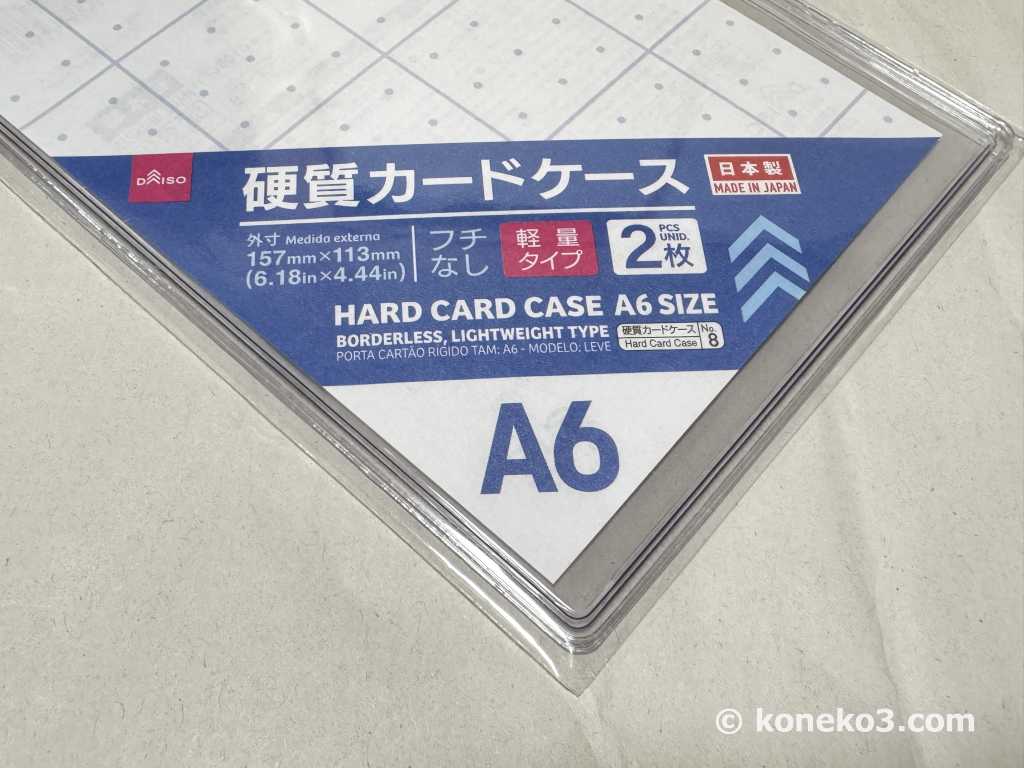 DAISO
硬質カードケース
日本製
MADE IN JAPAN
外寸 Medida externa
157mm×113mm
(6.18in×4.44in)
フチ
なし
軽量
タイプ
2枚
PCS
UNID.
HARD CARD CASE A6 SIZE
BORDERLESS, LIGHTWEIGHT TYPE
PORTA CARTÃO RÍGIDO TAM: A6 - MODELO: LEVE
硬質カードケース
Hard Card Case
No.
8
A6
© koneko3.com